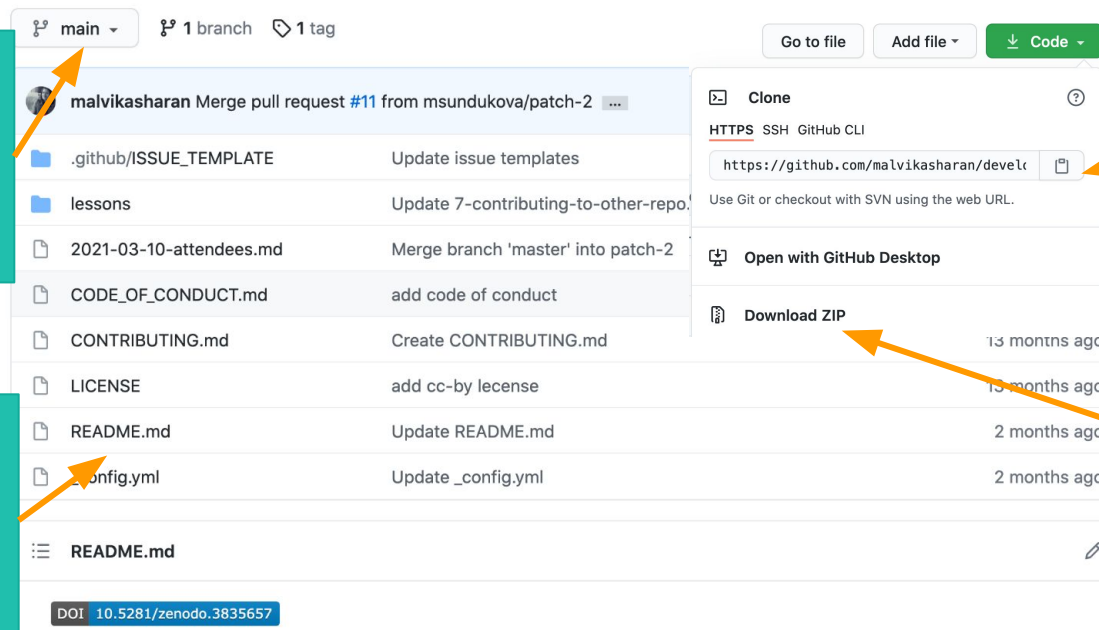 main
1 branch
1 tag
Go to file
Add file
Code
malvikasharan Merge pull request #11 from msundukova/patch-2 ...
Clone
HTTPS SSH GitHub CLI
https://github.com/malvikasharan/develo
Use Git or checkout with SVN using the web URL.
Open with GitHub Desktop
Download ZIP
.github/ISSUE_TEMPLATE Update issue templates
lessons Update 7-contributing-to-other-repo.
2021-03-10-attendees.md Merge branch 'master' into patch-2
CODE_OF_CONDUCT.md add code of conduct
CONTRIBUTING.md Create CONTRIBUTING.md 13 months ago
LICENSE add cc-by lecense 13 months ago
README.md Update README.md 2 months ago
_config.yml Update _config.yml 2 months ago
README.md
DOI 10.5281/zenodo.3835657